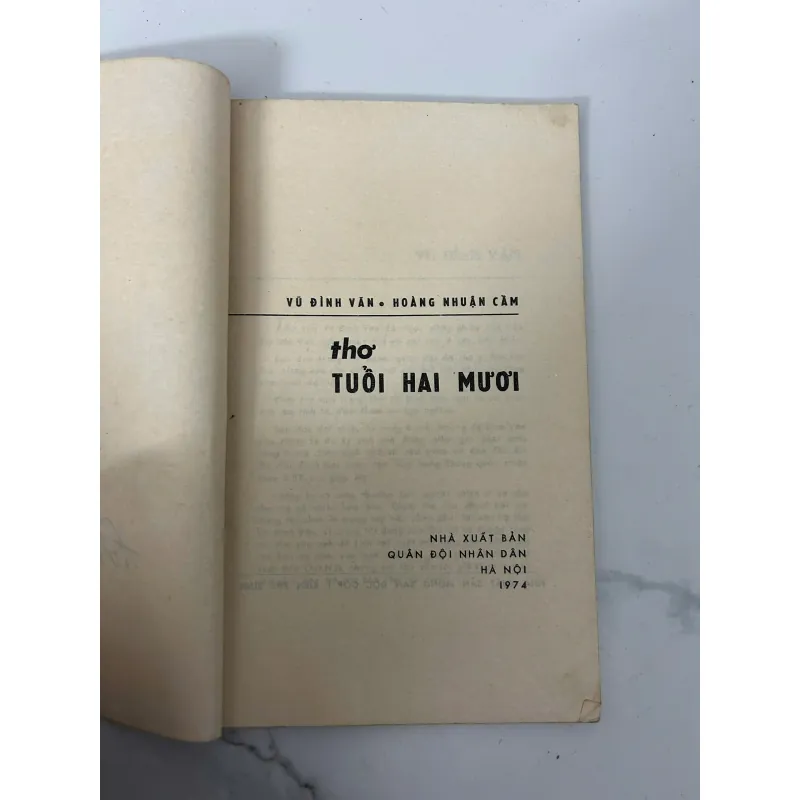 VŨ ĐÌNH VĂN • HOÀNG NHUẬN CẦM
thơ
TUỔI HAI MƯƠI
NHÀ XUẤT BẢN
QUÂN ĐỘI NHÂN DÂN
HÀ NỘI
1974